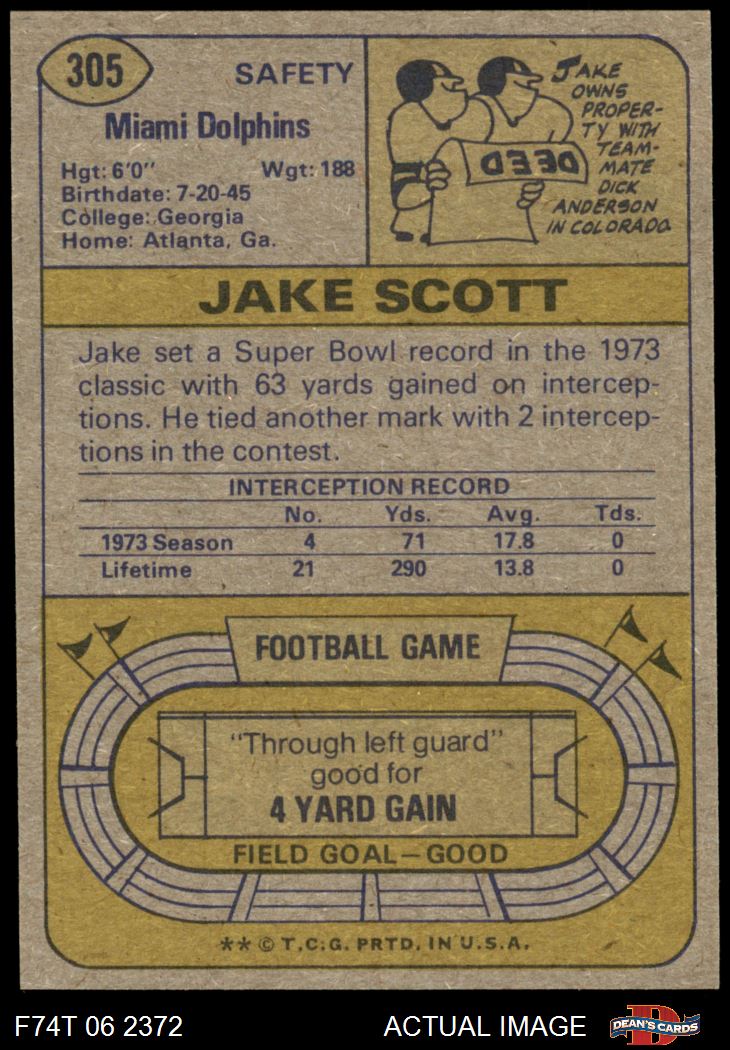 305
SAFETY
Miami Dolphins
Hgt: 6'0" Wgt: 188
Birthdate: 7-20-45
College: Georgia
Home: Atlanta, Ga.
JAKE
OWNS
PROPER-
TY WITH
TEAM-
MATE
DICK
ANDERSON
IN COLORADO.
DEED
JAKE SCOTT
Jake set a Super Bowl record in the 1973
classic with 63 yards gained on intercep-
tions. He tied another mark with 2 intercep-
tions in the contest.
INTERCEPTION RECORD
No. Yds. Avg. Tds.
1973 Season 4 71 17.8 0
Lifetime 21 290 13.8 0
FOOTBALL GAME
"Through left guard"
good for
4 YARD GAIN
FIELD GOAL—GOOD
** © T.C.G. PRTD. IN U.S.A.
F74T 06 2372 ACTUAL IMAGE
D
DEAN'S CARDS